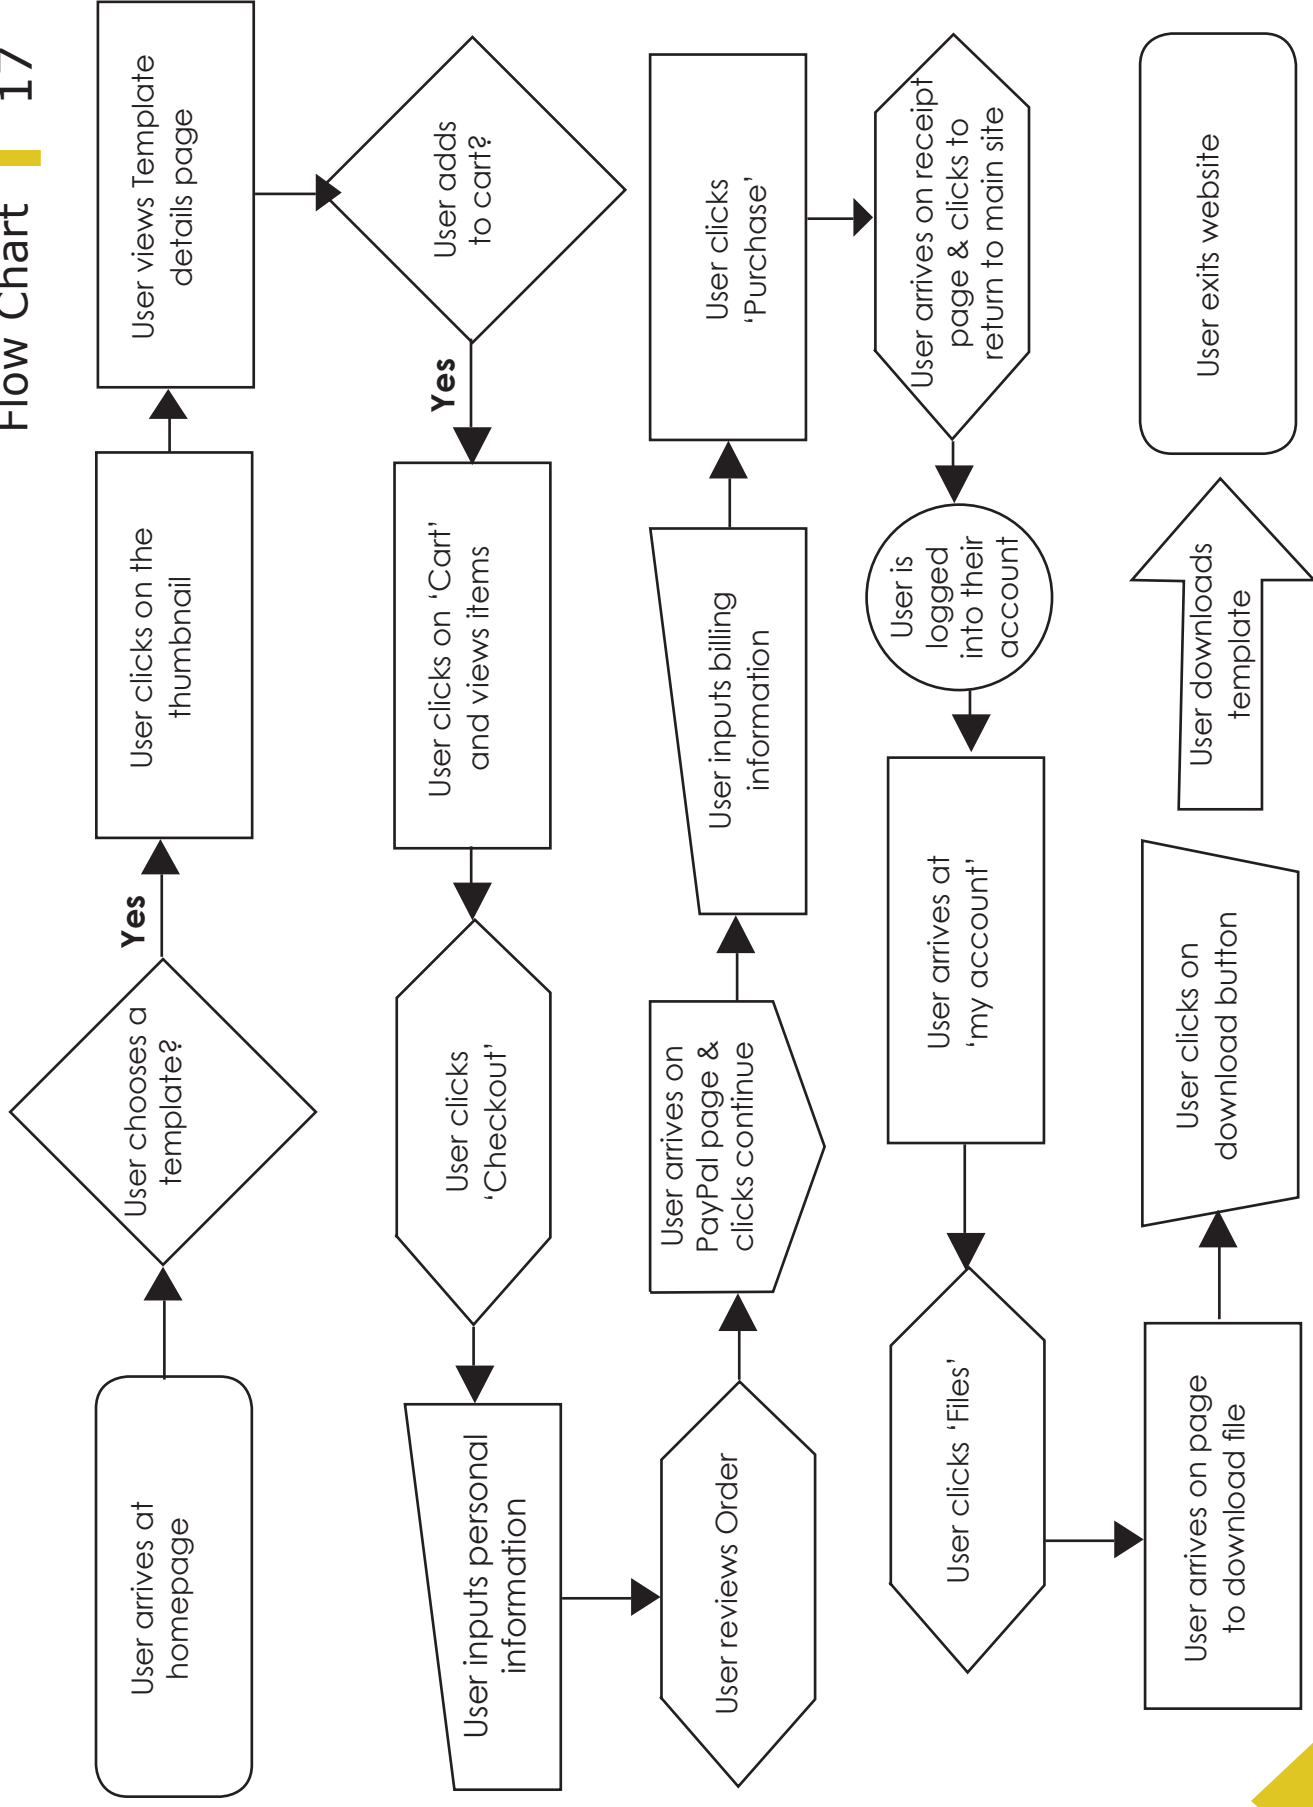 Flow Chart 17
User arrives at
homepage
User chooses a
template?
Yes
User clicks on the
thumbnail
User views Template
details page
User adds
to cart?
Yes
User clicks on ‘Cart’
and views items
User clicks
‘Checkout’
User inputs personal
information
User reviews Order
User arrives on
PayPal page &
clicks continue
User inputs billing
information
User clicks
‘Purchase’
User arrives on receipt
page & clicks to
return to main site
User is
logged
into their
account
User arrives at
‘my account’
User clicks ‘Files’
User arrives on page
to download file
User clicks on
download button
User downloads
template
User exits website